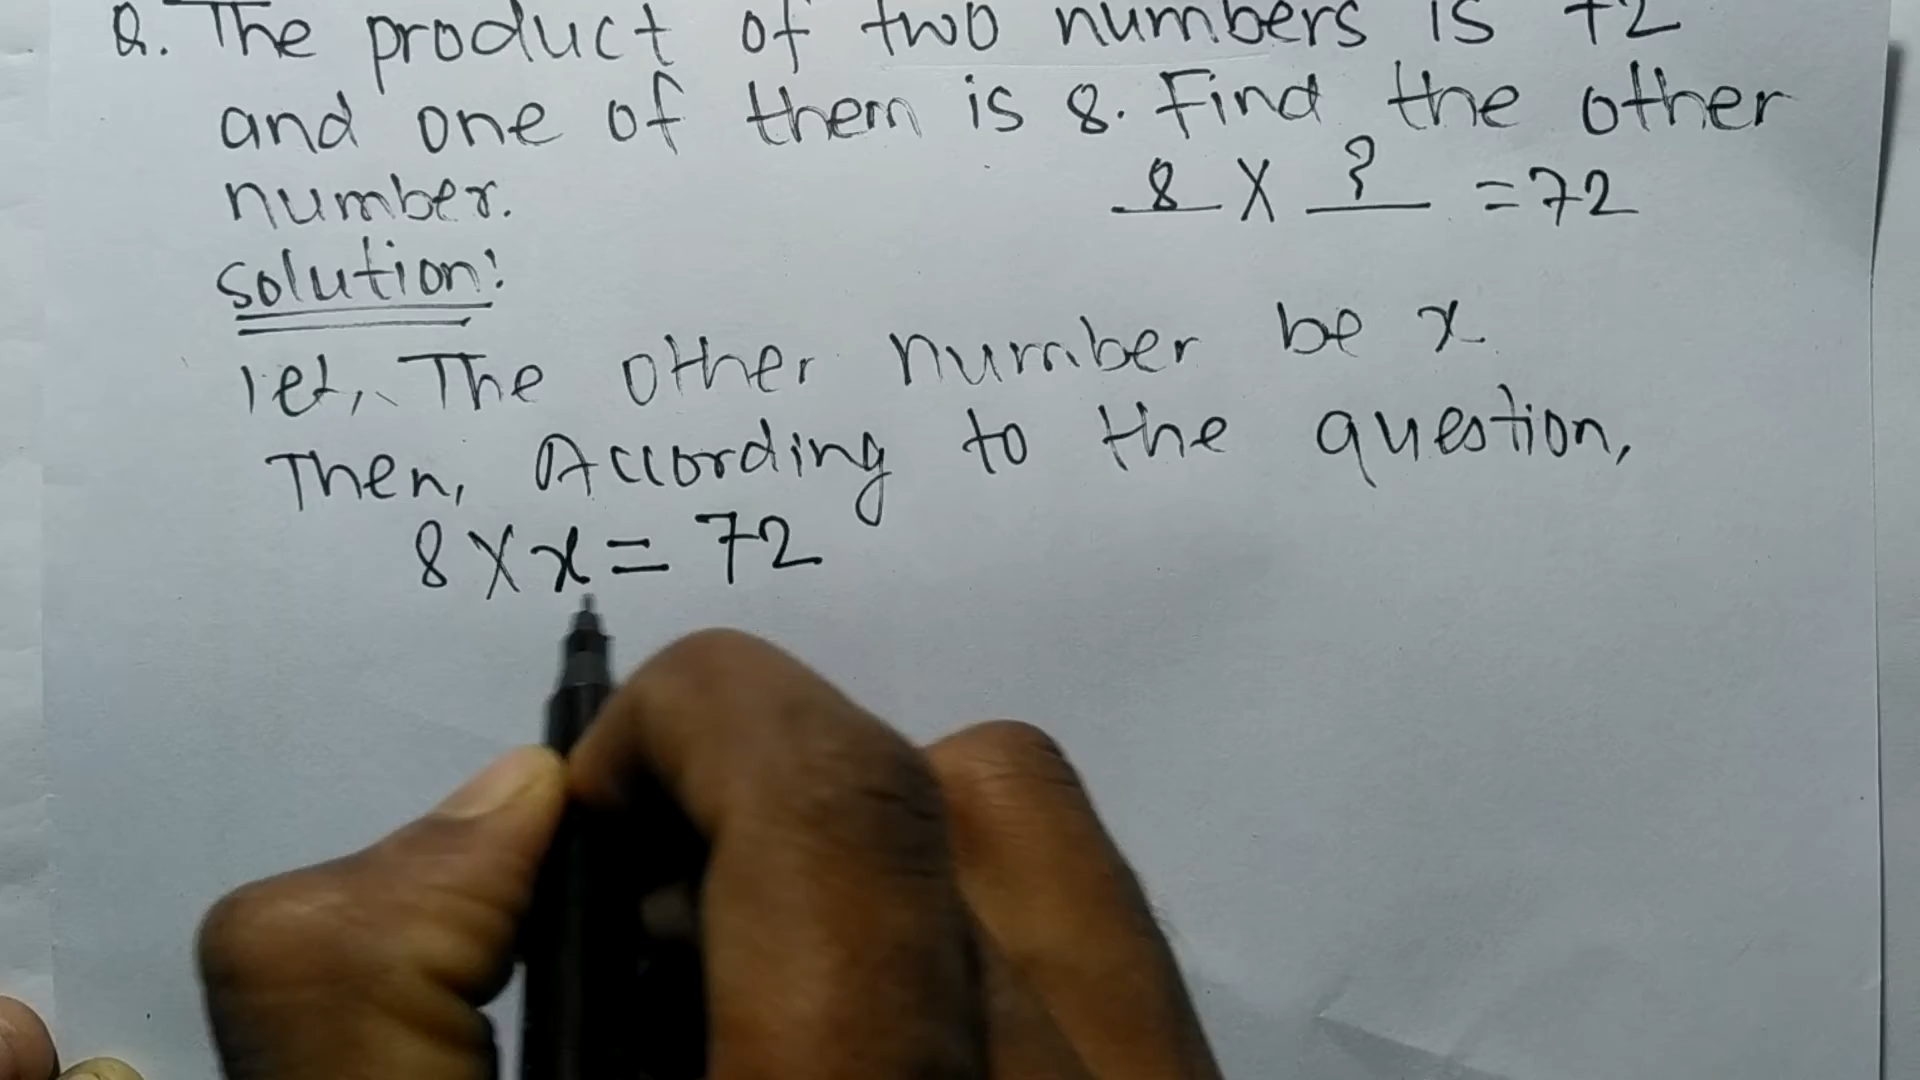 Q. The product of two numbers is 72
and one of them is 8. Find the other
number.
8 X ? = 72
Solution:
let, The other number be x
Then, According to the question,
8 X x = 72